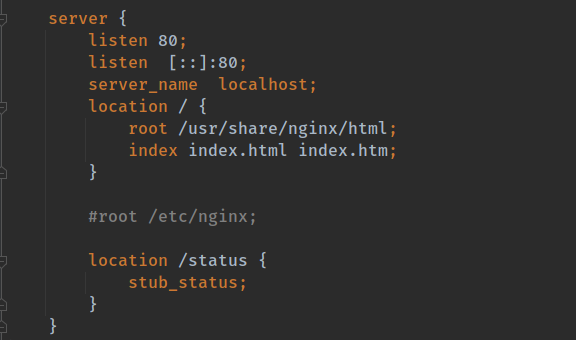 server {
listen 80;
listen  [::]:80;
server_name  localhost;
location / {
root /usr/share/nginx/html;
index index.html index.htm;
}
#root /etc/nginx;
location /status {
stub_status;
}
}